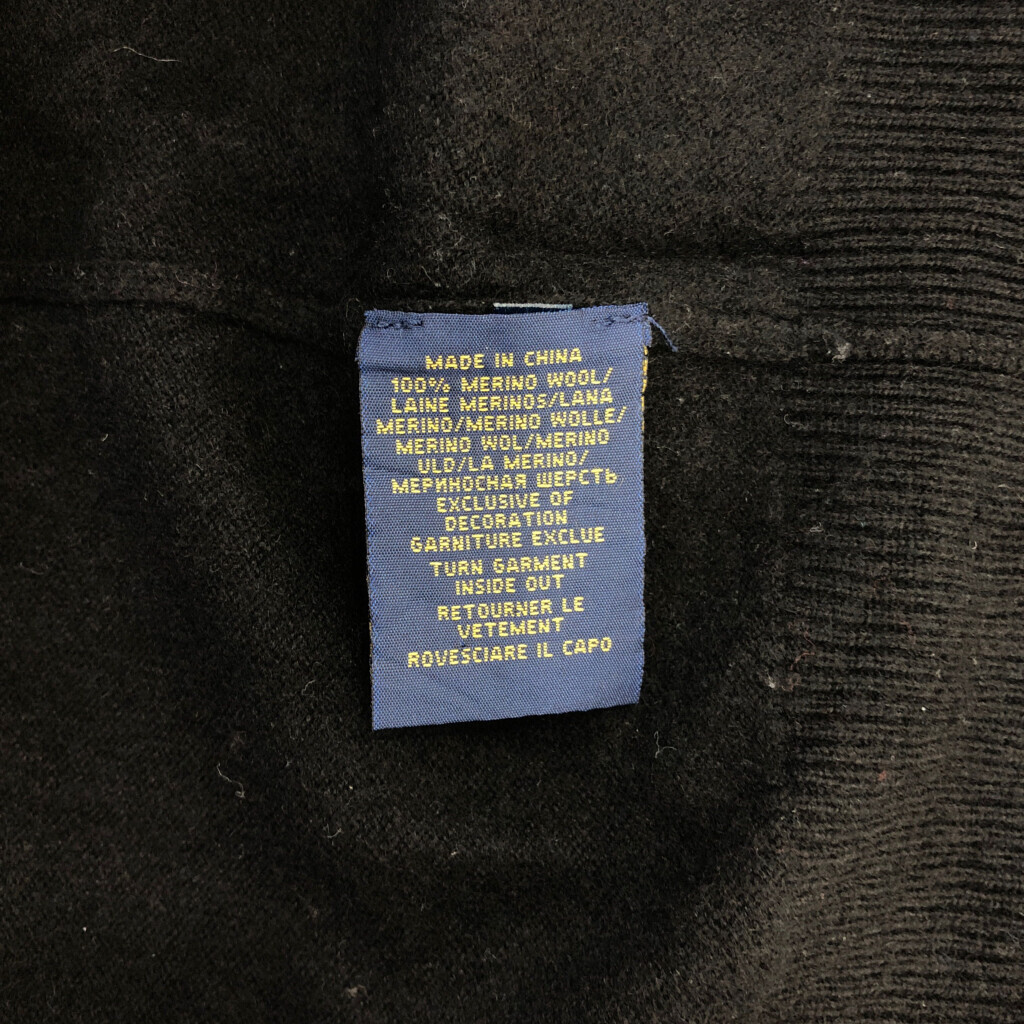 MADE IN CHINA
100% MERINO WOOL/
LAINE MERINOS/LANA
MERINO/MERINO WOLLE/
MERINO WOL/MERINO
ULD/LA MERINO/
МЕРИНОСНАЯ ШЕРСТЬ
EXCLUSIVE OF
DECORATION
GARNITURE EXCLUE
TURN GARMENT
INSIDE OUT
RETOURNER LE
VETEMENT
ROVESCIARE IL CAPO